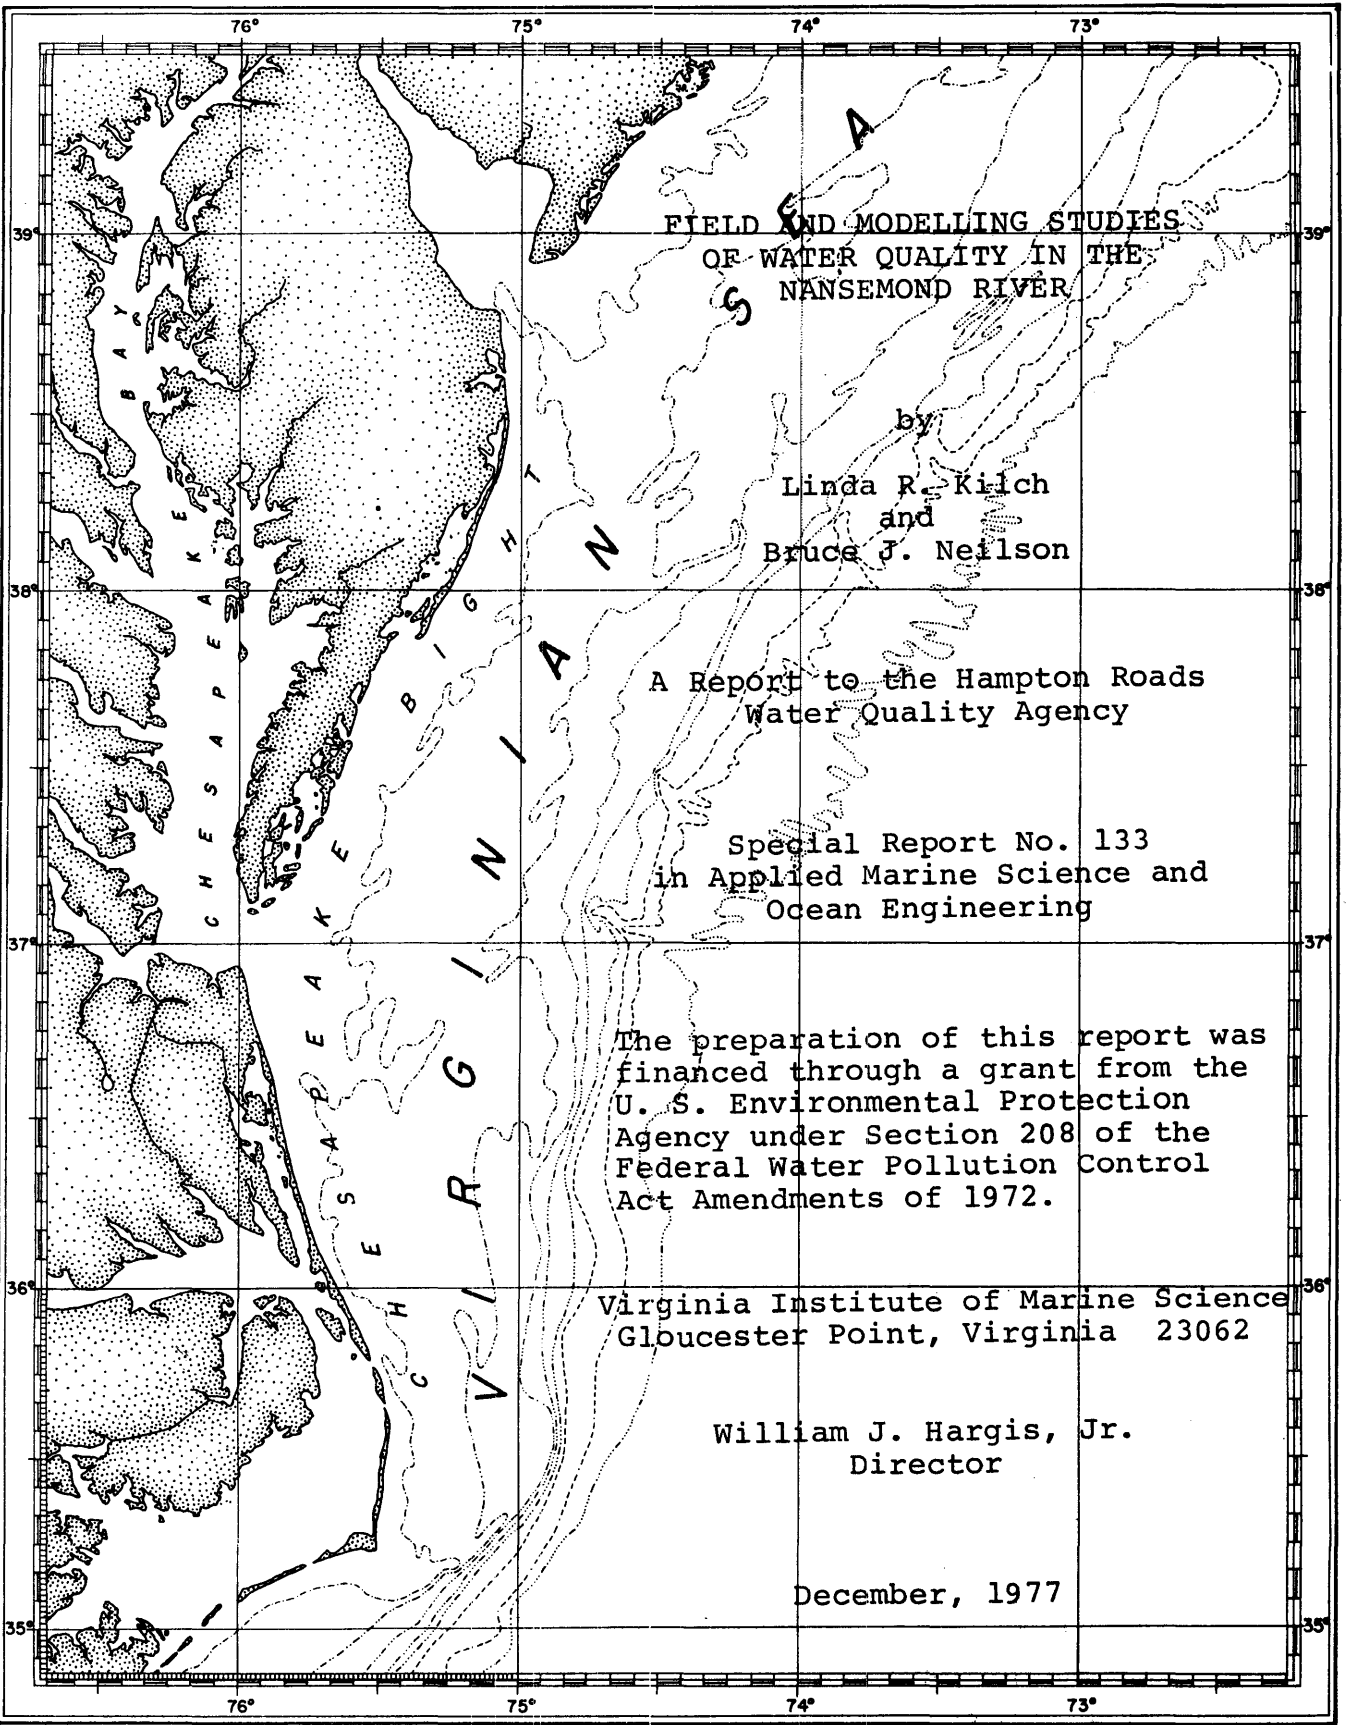 76° 75° 74° 73°
FIELD AND MODELLING STUDIES
OF WATER QUALITY IN THE
NANSEMOND RIVER
by
Linda R. Kilch
and
Bruce J. Neilson
A Report to the Hampton Roads
Water Quality Agency
Special Report No. 133
in Applied Marine Science and
Ocean Engineering
The preparation of this report was
financed through a grant from the
U. S. Environmental Protection
Agency under Section 208 of the
Federal Water Pollution Control
Act Amendments of 1972.
Virginia Institute of Marine Science
Gloucester Point, Virginia 23062
William J. Hargis, Jr.
Director
December, 1977
CHESAPEAKE BAY
CHESAPEAKE BIGHT
VIRGINIAN SEA
39° 39°
38° 38°
37° 37°
36° 36°
35° 35°
76° 75° 74° 73°